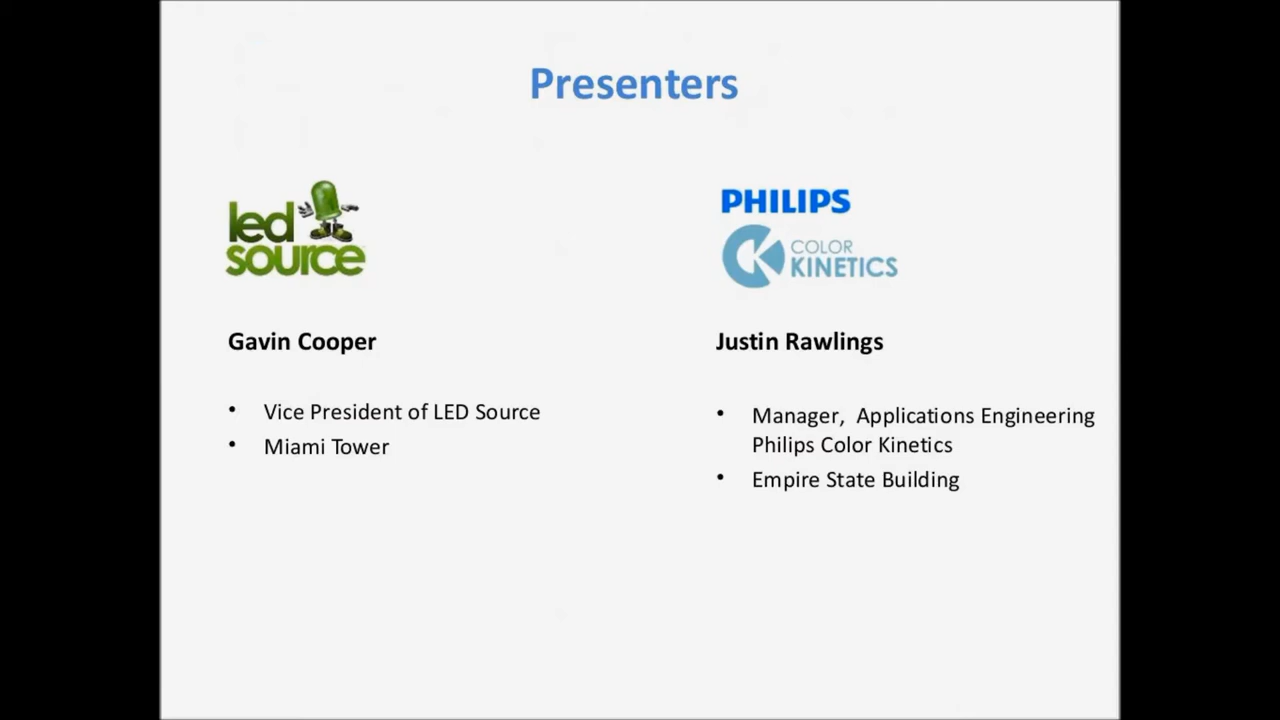 Presenters
led
source
Gavin Cooper
• Vice President of LED Source
• Miami Tower
PHILIPS
CK COLOR
KINETICS
Justin Rawlings
• Manager,  Applications Engineering
Philips Color Kinetics
• Empire State Building